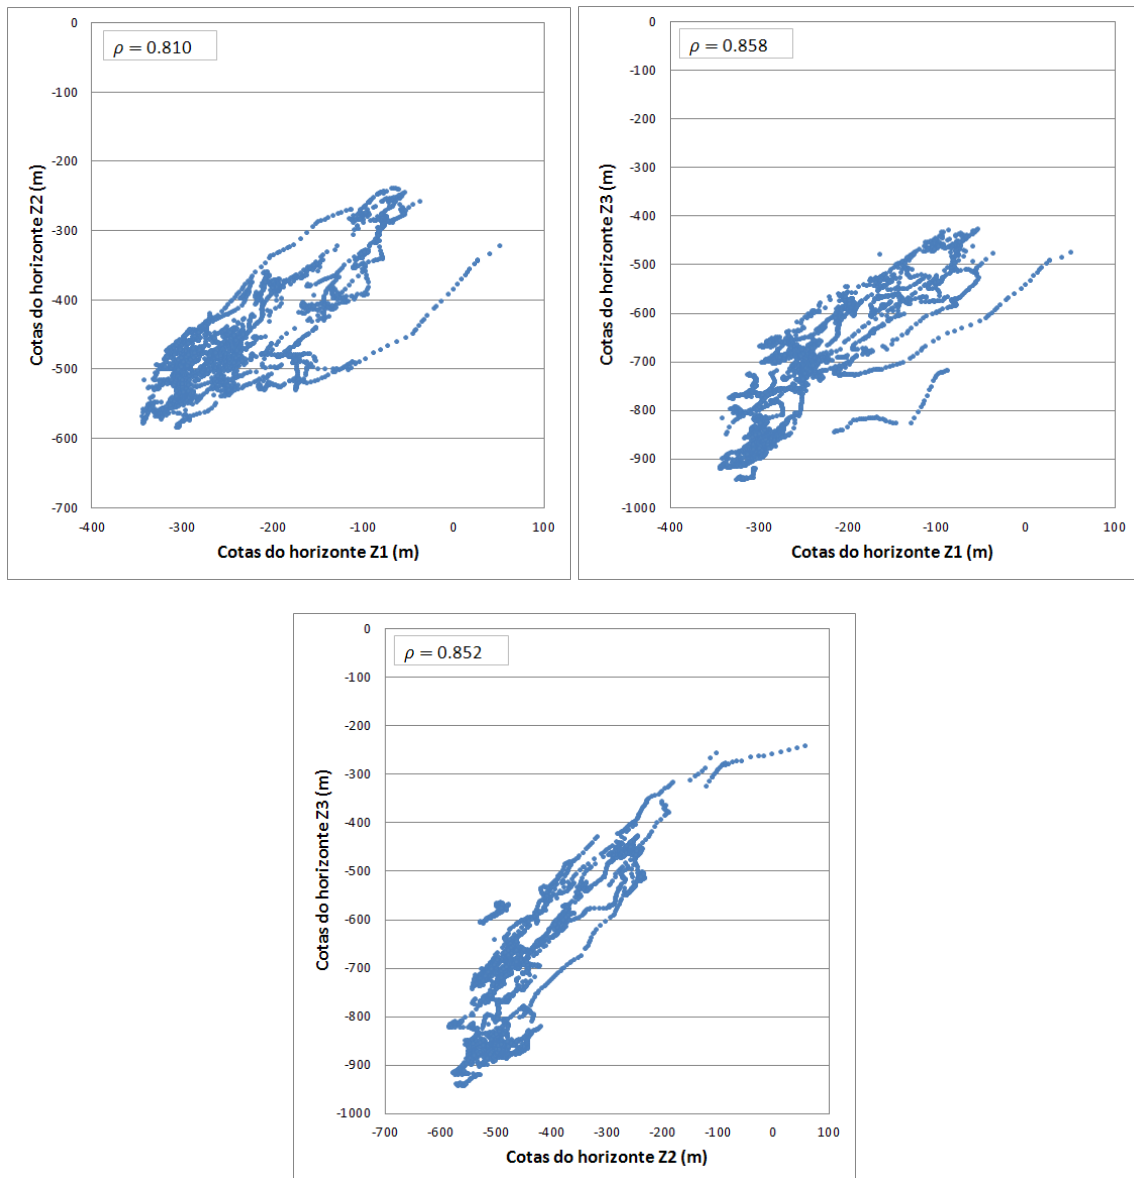 ρ = 0.810
0
-100
-200
-300
-400
-500
-600
-700
-400 -300 -200 -100 0 100
Cotas do horizonte Z2 (m)
Cotas do horizonte Z1 (m)
ρ = 0.858
0
-100
-200
-300
-400
-500
-600
-700
-800
-900
-1000
-400 -300 -200 -100 0 100
Cotas do horizonte Z3 (m)
Cotas do horizonte Z1 (m)
ρ = 0.852
0
-100
-200
-300
-400
-500
-600
-700
-800
-900
-1000
-700 -600 -500 -400 -300 -200 -100 0 100
Cotas do horizonte Z3 (m)
Cotas do horizonte Z2 (m)